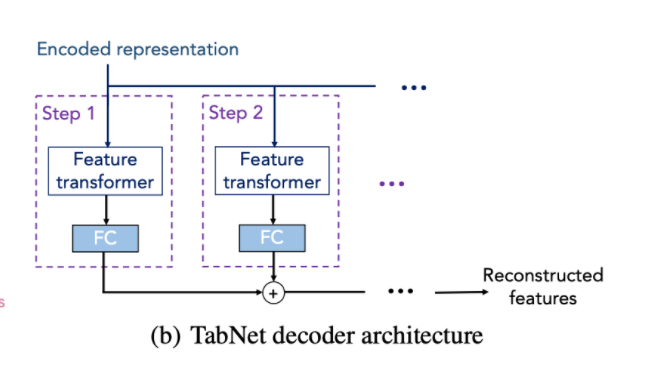 Encoded representation
...
Step 1
Step 2
Feature
transformer
Feature
transformer
...
FC
FC
Reconstructed
features
+
...
s
(b) TabNet decoder architecture